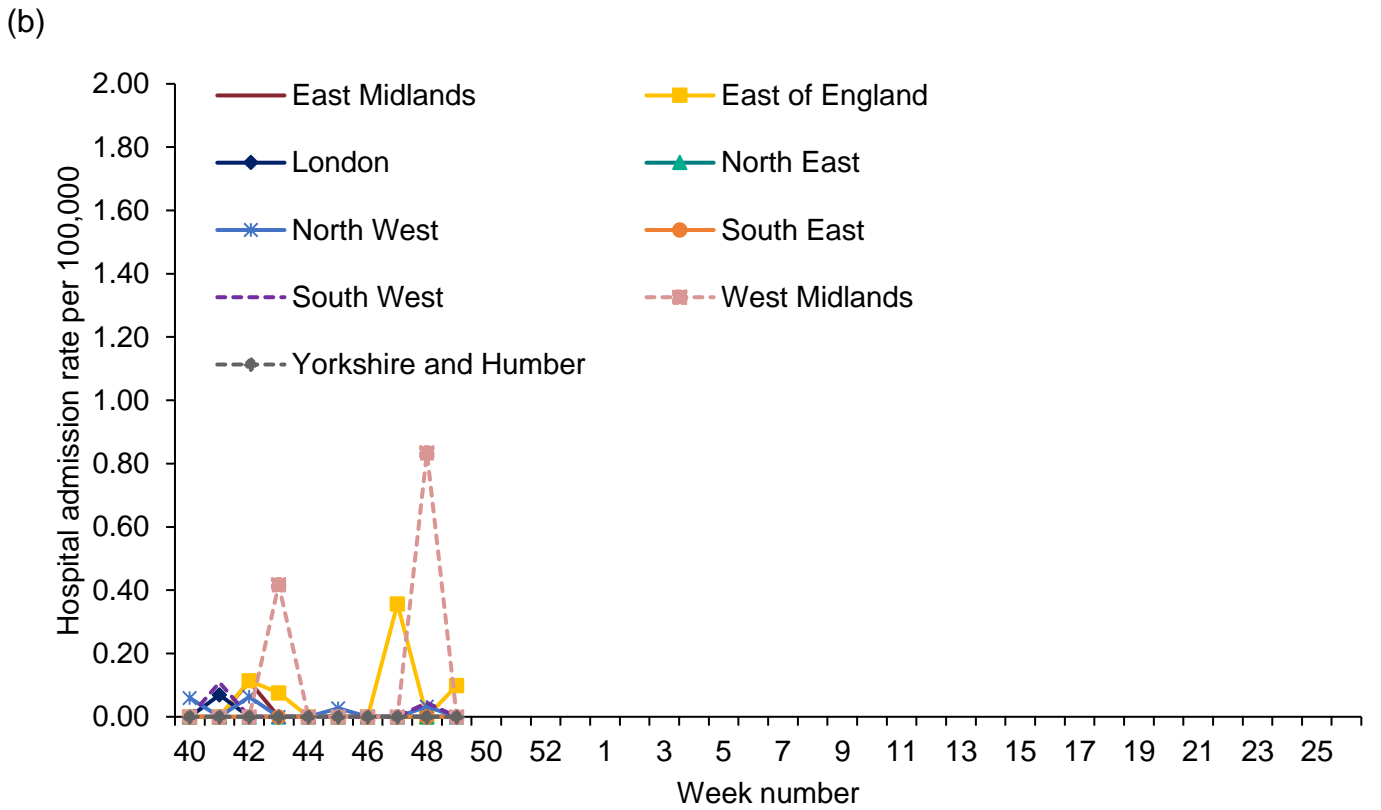 (b)
2.00
1.80
1.60
1.40
1.20
1.00
0.80
0.60
0.40
0.20
0.00
Hospital admission rate per 100,000
East Midlands East of England
London North East
North West South East
South West West Midlands
Yorkshire and Humber
40 42 44 46 48 50 52 1 3 5 7 9 11 13 15 17 19 21 23 25
Week number